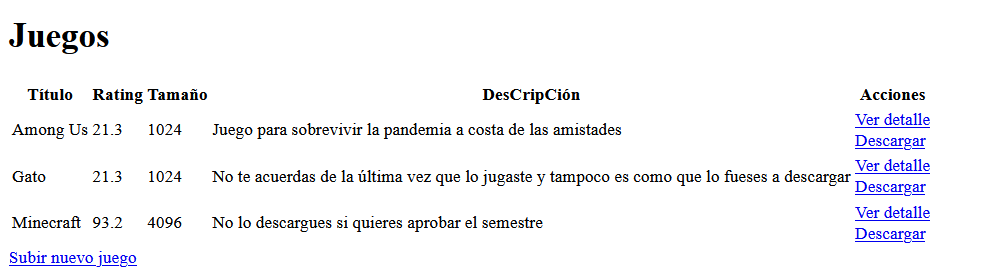 Juegos
Título Rating Tamaño DesCripCión Acciones
Among Us 21.3 1024 Juego para sobrevivir la pandemia a costa de las amistades Ver detalle
Descargar
Gato 21.3 1024 No te acuerdas de la última vez que lo jugaste y tampoco es como que lo fueses a descargar Ver detalle
Descargar
Minecraft 93.2 4096 No lo descargues si quieres aprobar el semestre Ver detalle
Descargar
Subir nuevo juego